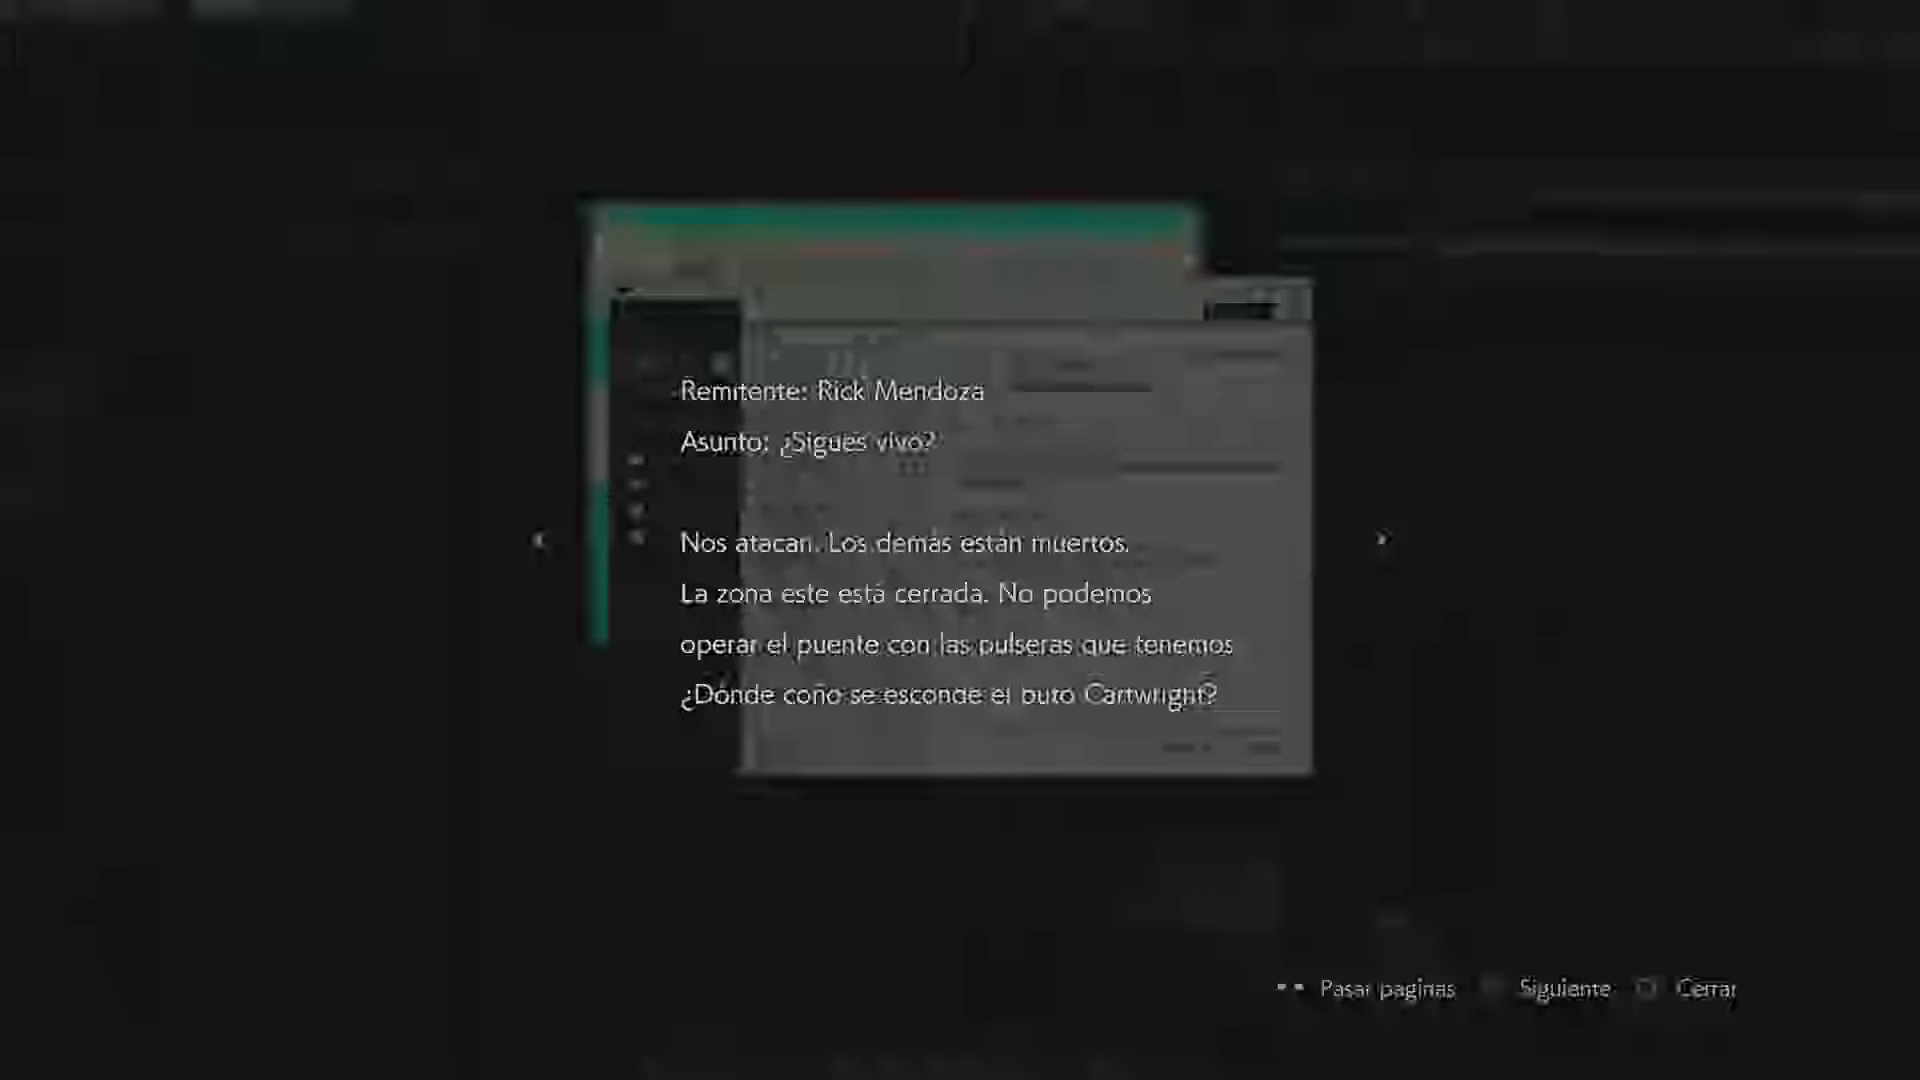 Remitente: Rick Mendoza
Asunto: ¿Sigues vivo?
Nos atacan. Los demás están muertos.
La zona este está cerrada. No podemos
operar el puente con las pulseras que tenemos
¿Dónde coño se esconde el puto Cartwright?
Pasar páginas
Siguiente
Cerrar